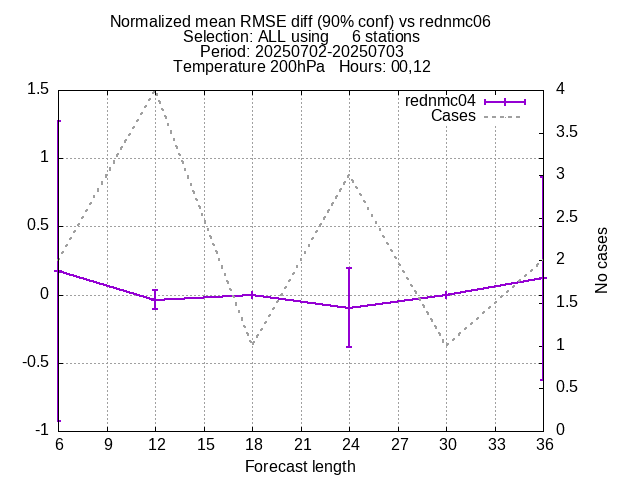 Normalized mean RMSE diff (90% conf) vs rednmc06
Selection: ALL using     6 stations
Period: 20250702-20250703
Temperature 200hPa   Hours: 00,12
rednmc04
Cases
1.5
1
0.5
0
-0.5
-1
4
3.5
3
2.5
2
1.5
1
0.5
0
No cases
6 9 12 15 18 21 24 27 30 33 36
Forecast length